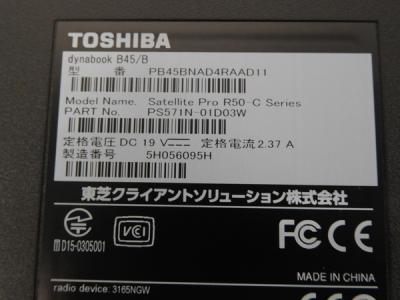 TOSHIBA
dynabook B45/B
型 番 PB45BNAD4RAAD11
Model Name. Satellite Pro R50-C Series
PART No. PS571N-01D03W
定格電圧 DC 19 V 定格電流 2.37 A
製造番号 5H056095H
東芝クライアントソリューション株式会社
VCI
FCC
D15-0305001
MADE IN CHINA
radio device: 3165NGW